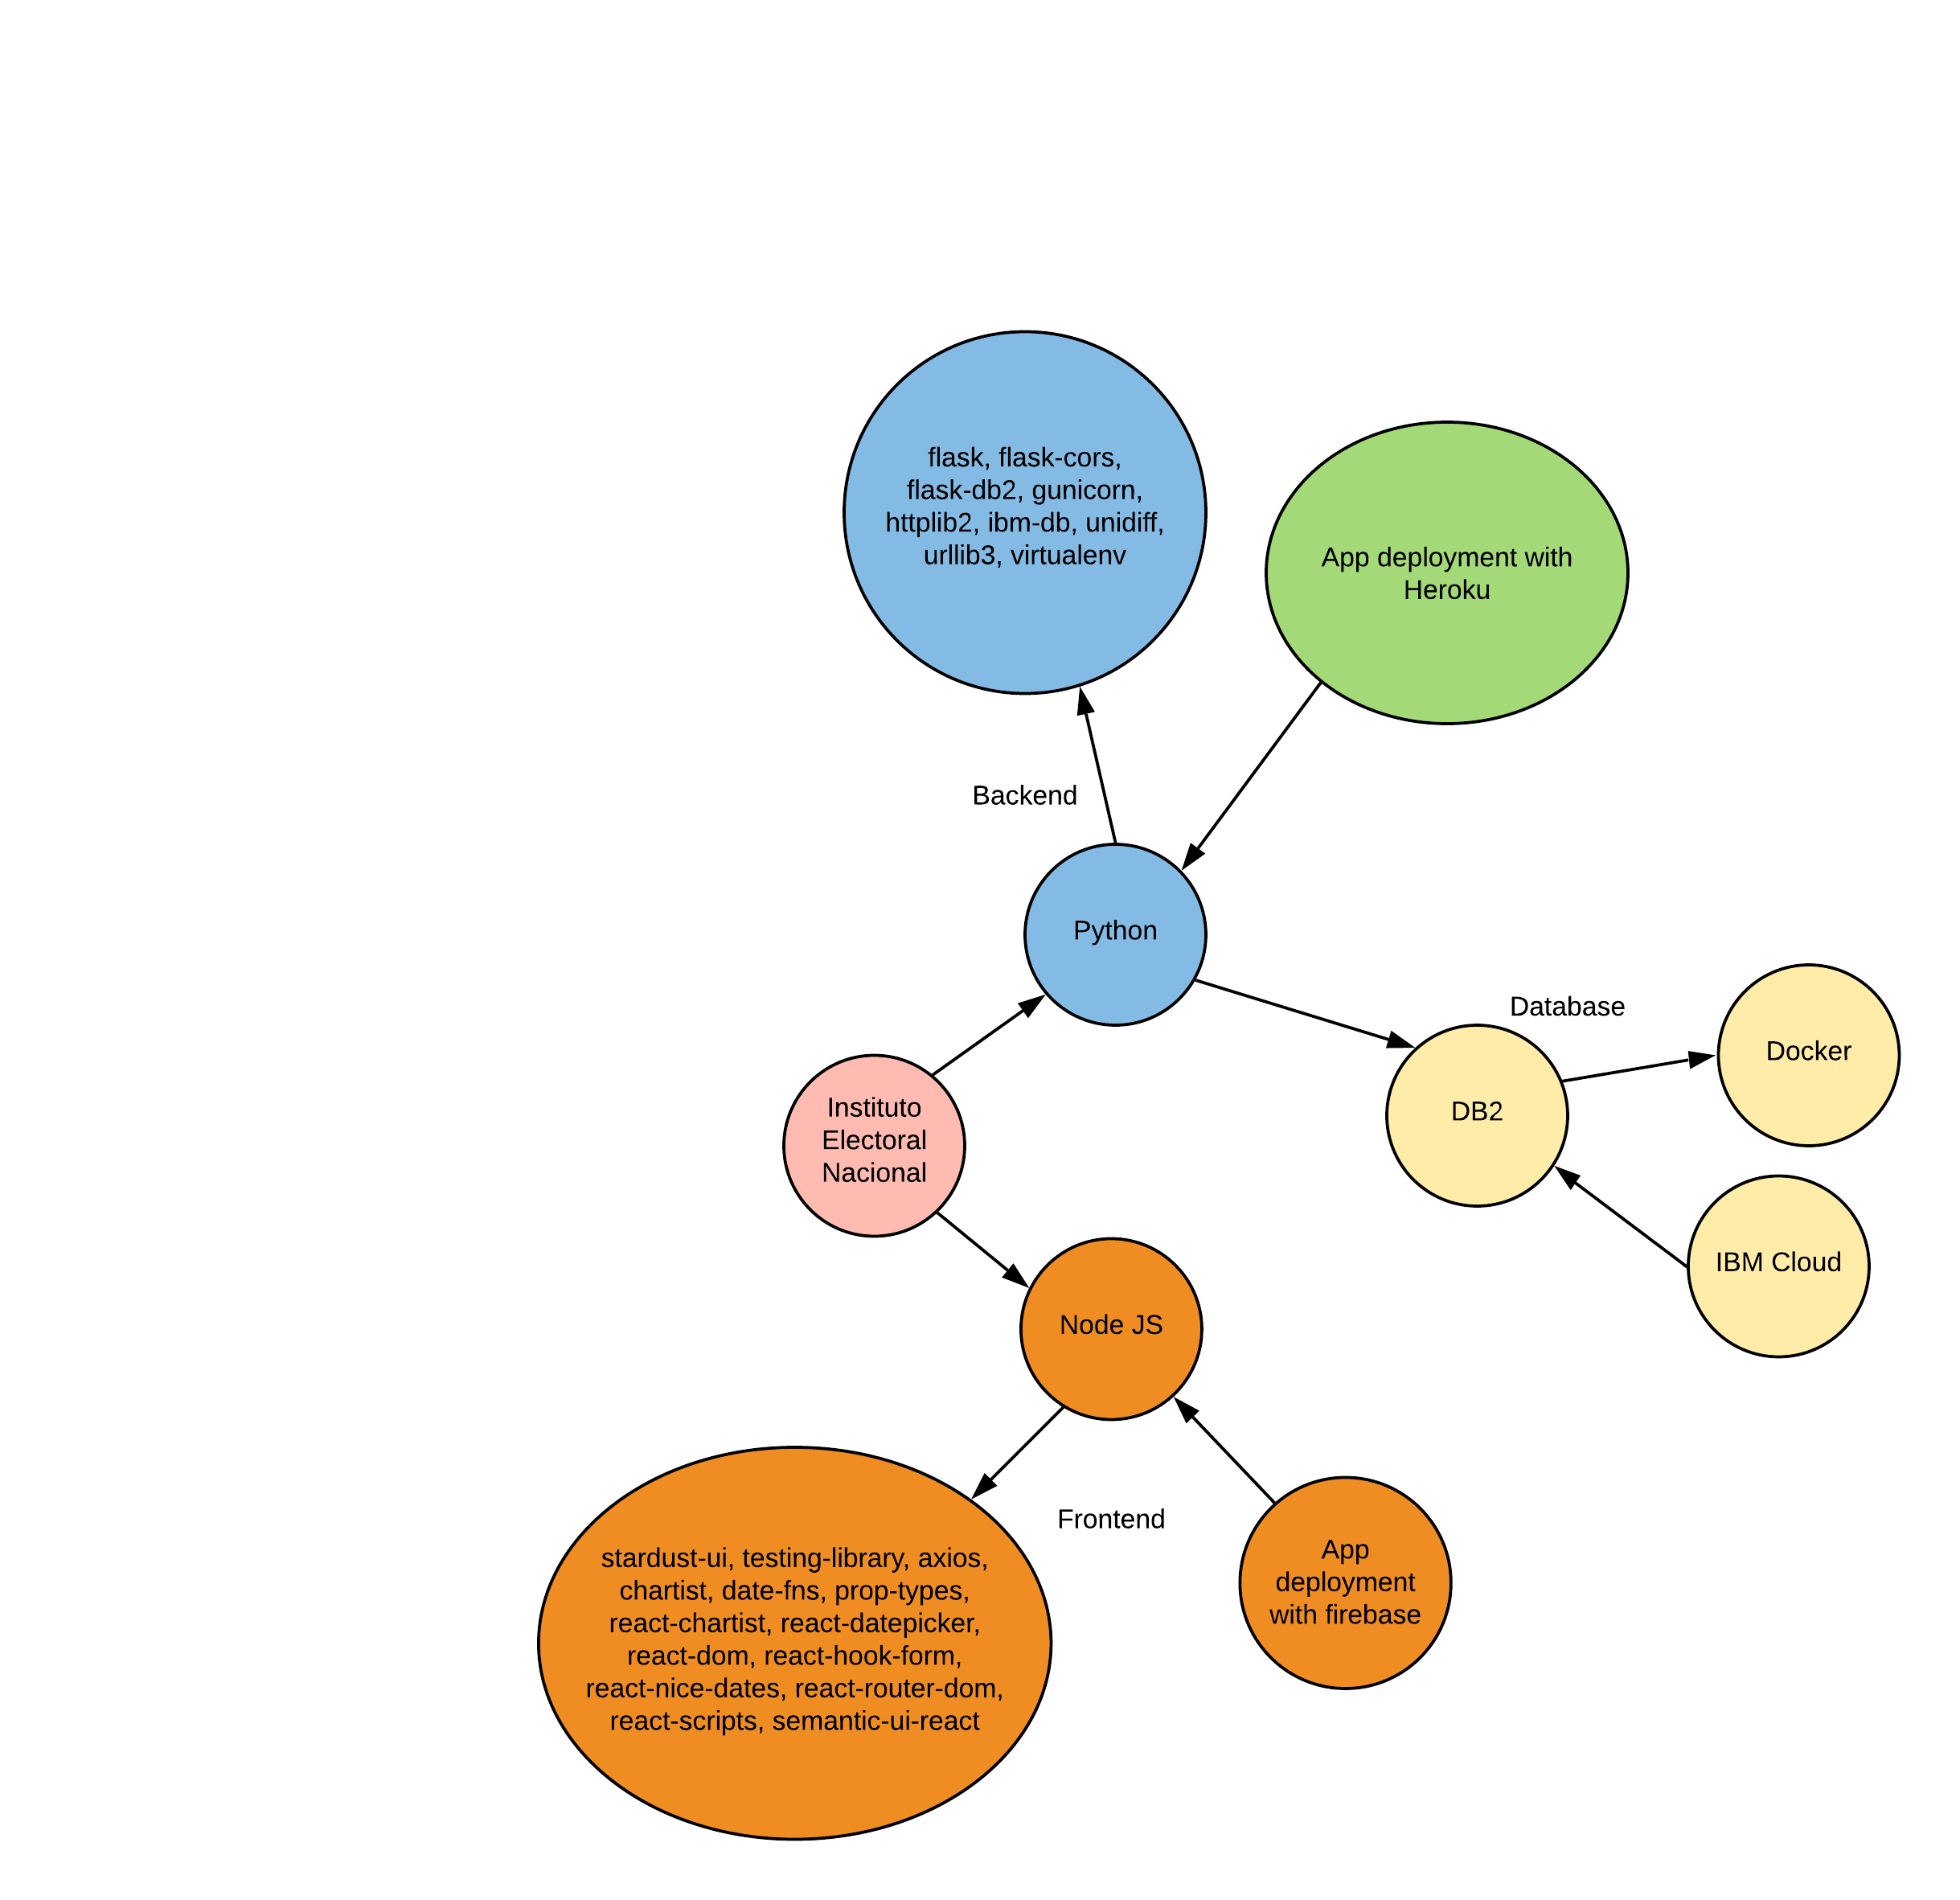 flask, flask-cors,
flask-db2, gunicorn,
httplib2, ibm-db, unidiff,
urllib3, virtualenv
App deployment with
Heroku
Backend
Python
Database
Docker
DB2
Instituto
Electoral
Nacional
IBM Cloud
Node JS
Frontend
App
deployment
with firebase
stardust-ui, testing-library, axios,
chartist, date-fns, prop-types,
react-chartist, react-datepicker,
react-dom, react-hook-form,
react-nice-dates, react-router-dom,
react-scripts, semantic-ui-react